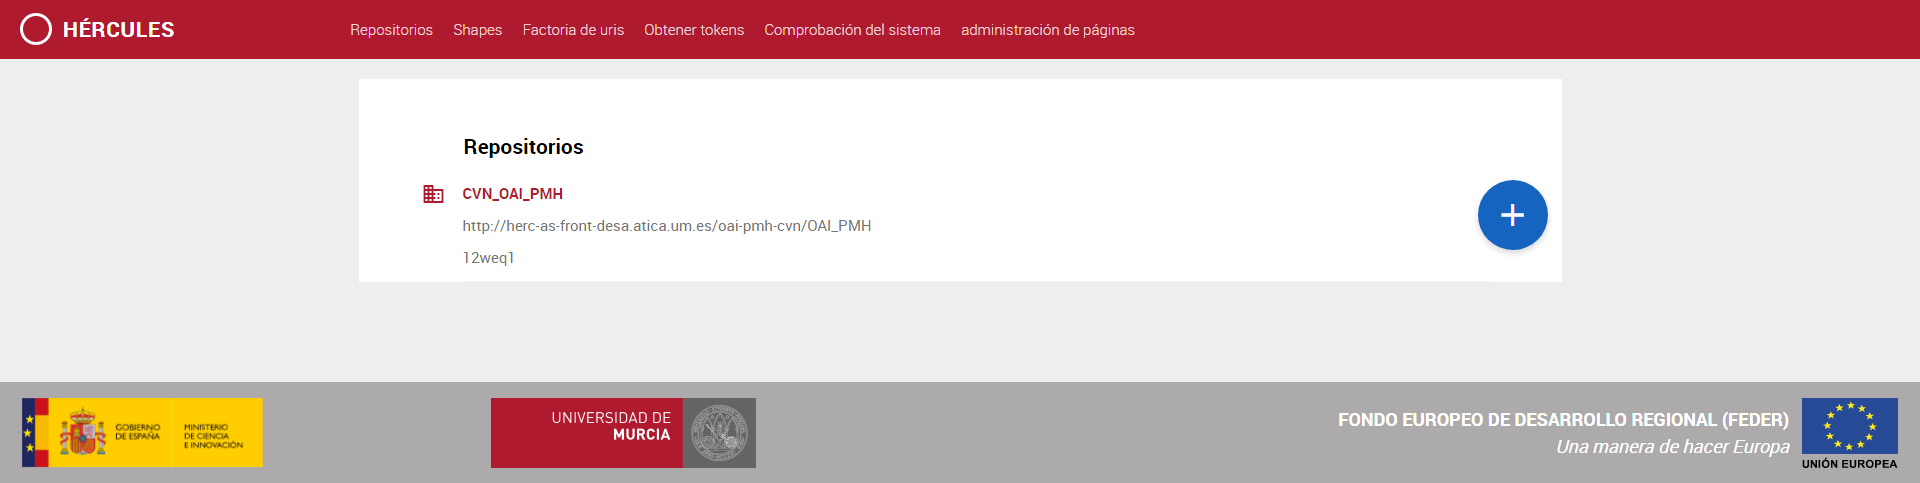 HÉRCULES
Repositorios Shapes Factoria de uris Obtener tokens Comprobación del sistema administración de páginas
Repositorios
CVN_OAI_PMH
http://herc-as-front-desa.atica.um.es/oai-pmh-cvn/OAI_PMH
12weq1
GOBIERNO
DE ESPAÑA
MINISTERIO
DE CIENCIA
E INNOVACIÓN
UNIVERSIDAD DE
MURCIA
FONDO EUROPEO DE DESARROLLO REGIONAL (FEDER)
Una manera de hacer Europa
UNIÓN EUROPEA